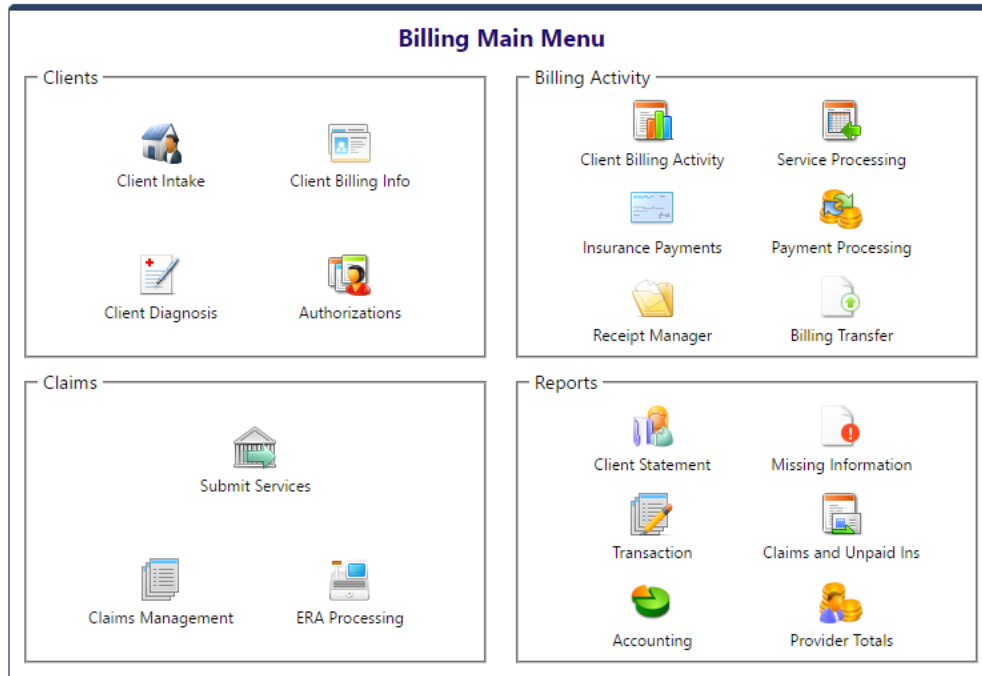 Billing Main Menu
Clients
Client Intake
Client Billing Info
Client Diagnosis
Authorizations
Billing Activity
Client Billing Activity
Service Processing
Insurance Payments
Payment Processing
Receipt Manager
Billing Transfer
Claims
Submit Services
Claims Management
ERA Processing
Reports
Client Statement
Missing Information
Transaction
Claims and Unpaid Ins
Accounting
Provider Totals